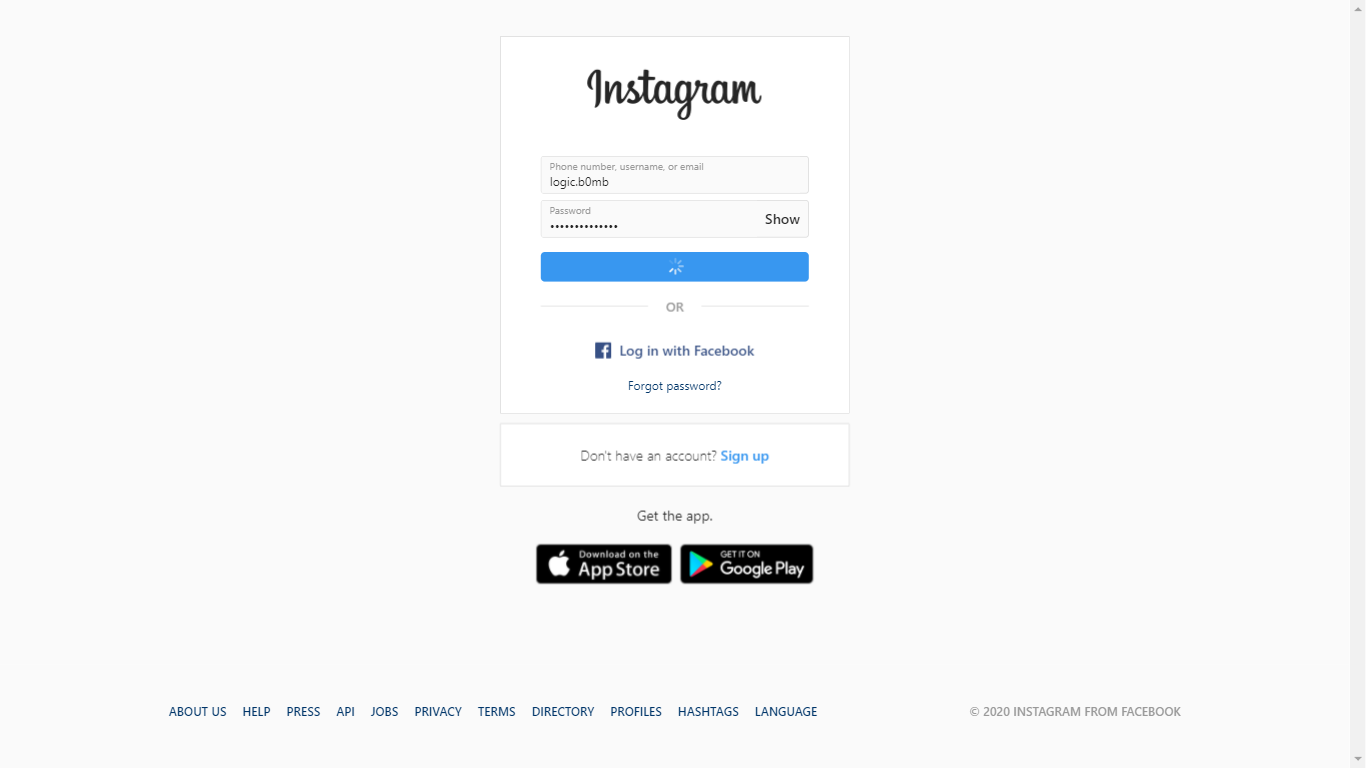 Instagram
Phone number, username, or email
logic.b0mb
Password
•••••••••••••• Show
OR
Log in with Facebook
Forgot password?
Don't have an account? Sign up
Get the app.
Download on the App Store
GET IT ON Google Play
ABOUT US HELP PRESS API JOBS PRIVACY TERMS DIRECTORY PROFILES HASHTAGS LANGUAGE © 2020 INSTAGRAM FROM FACEBOOK